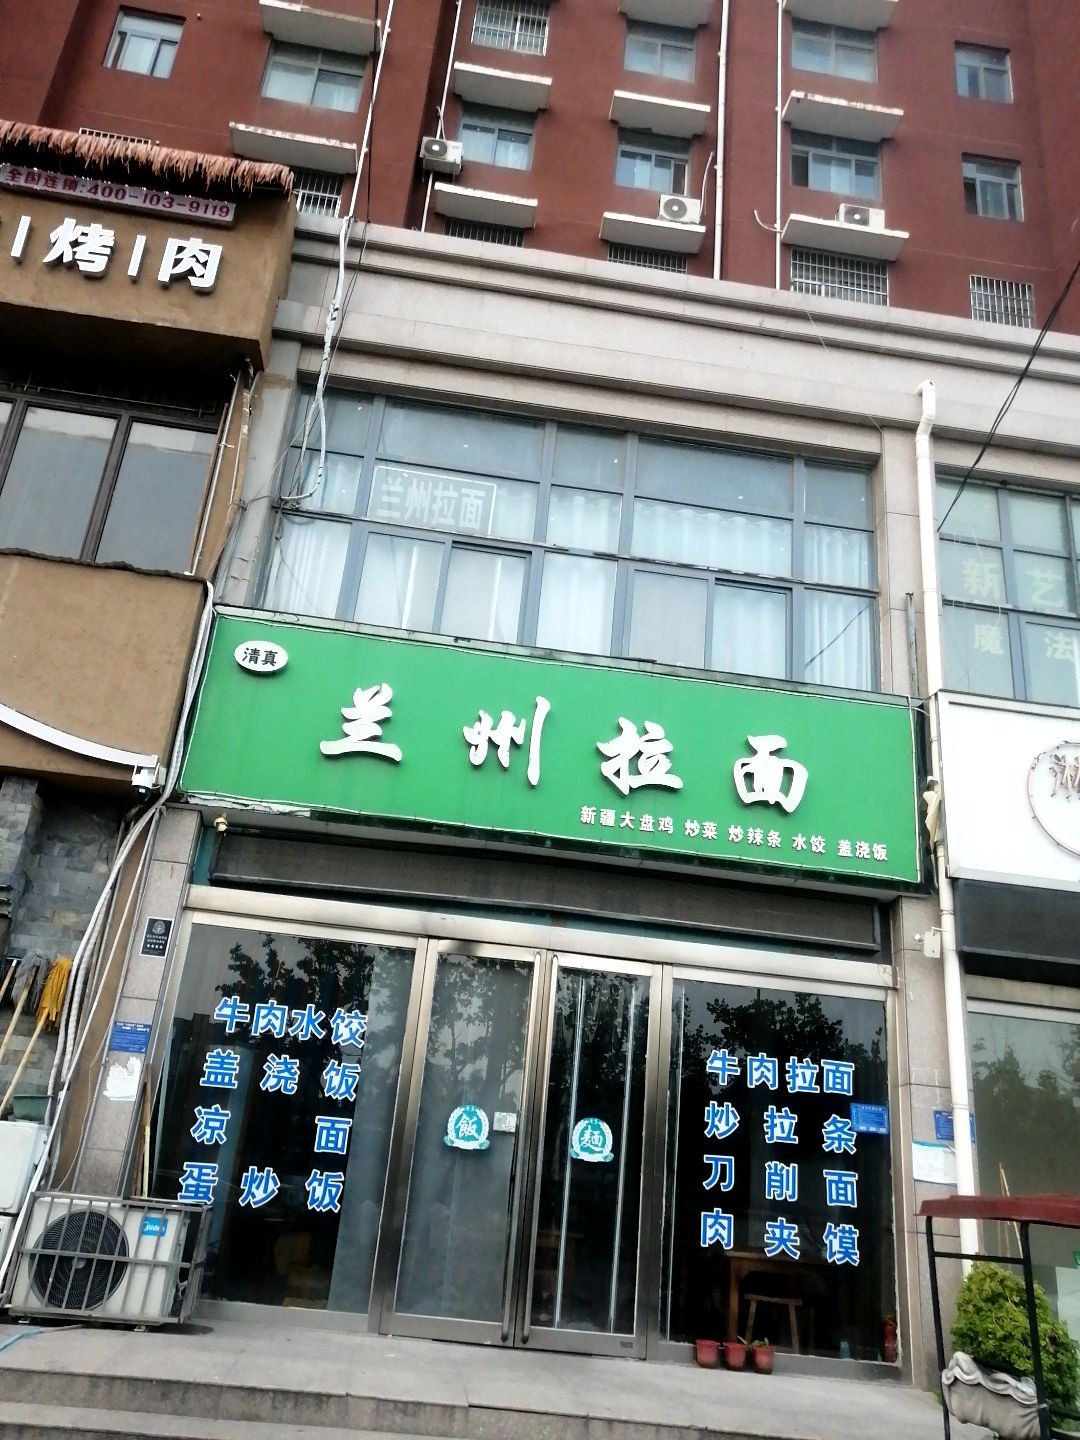 全国连锁:400-103-9119
烤 | 肉
兰州拉面
新艺
魔法
清真
兰州拉面
新疆大盘鸡 炒菜 炒辣条 水饺 盖浇饭
牛肉水饺
盖浇饭
凉面
蛋炒饭
飯
麵
牛肉拉面
炒拉条
刀削面
肉夹馍